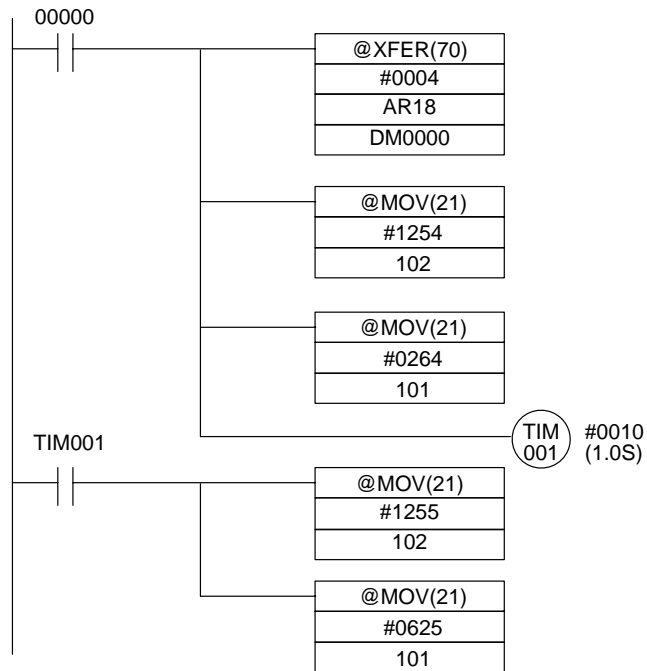 00000
@XFER(70)
#0004
AR18
DM0000
@MOV(21)
#1254
102
@MOV(21)
#0264
101
TIM
001
#0010
(1.0S)
TIM001
@MOV(21)
#1255
102
@MOV(21)
#0625
101